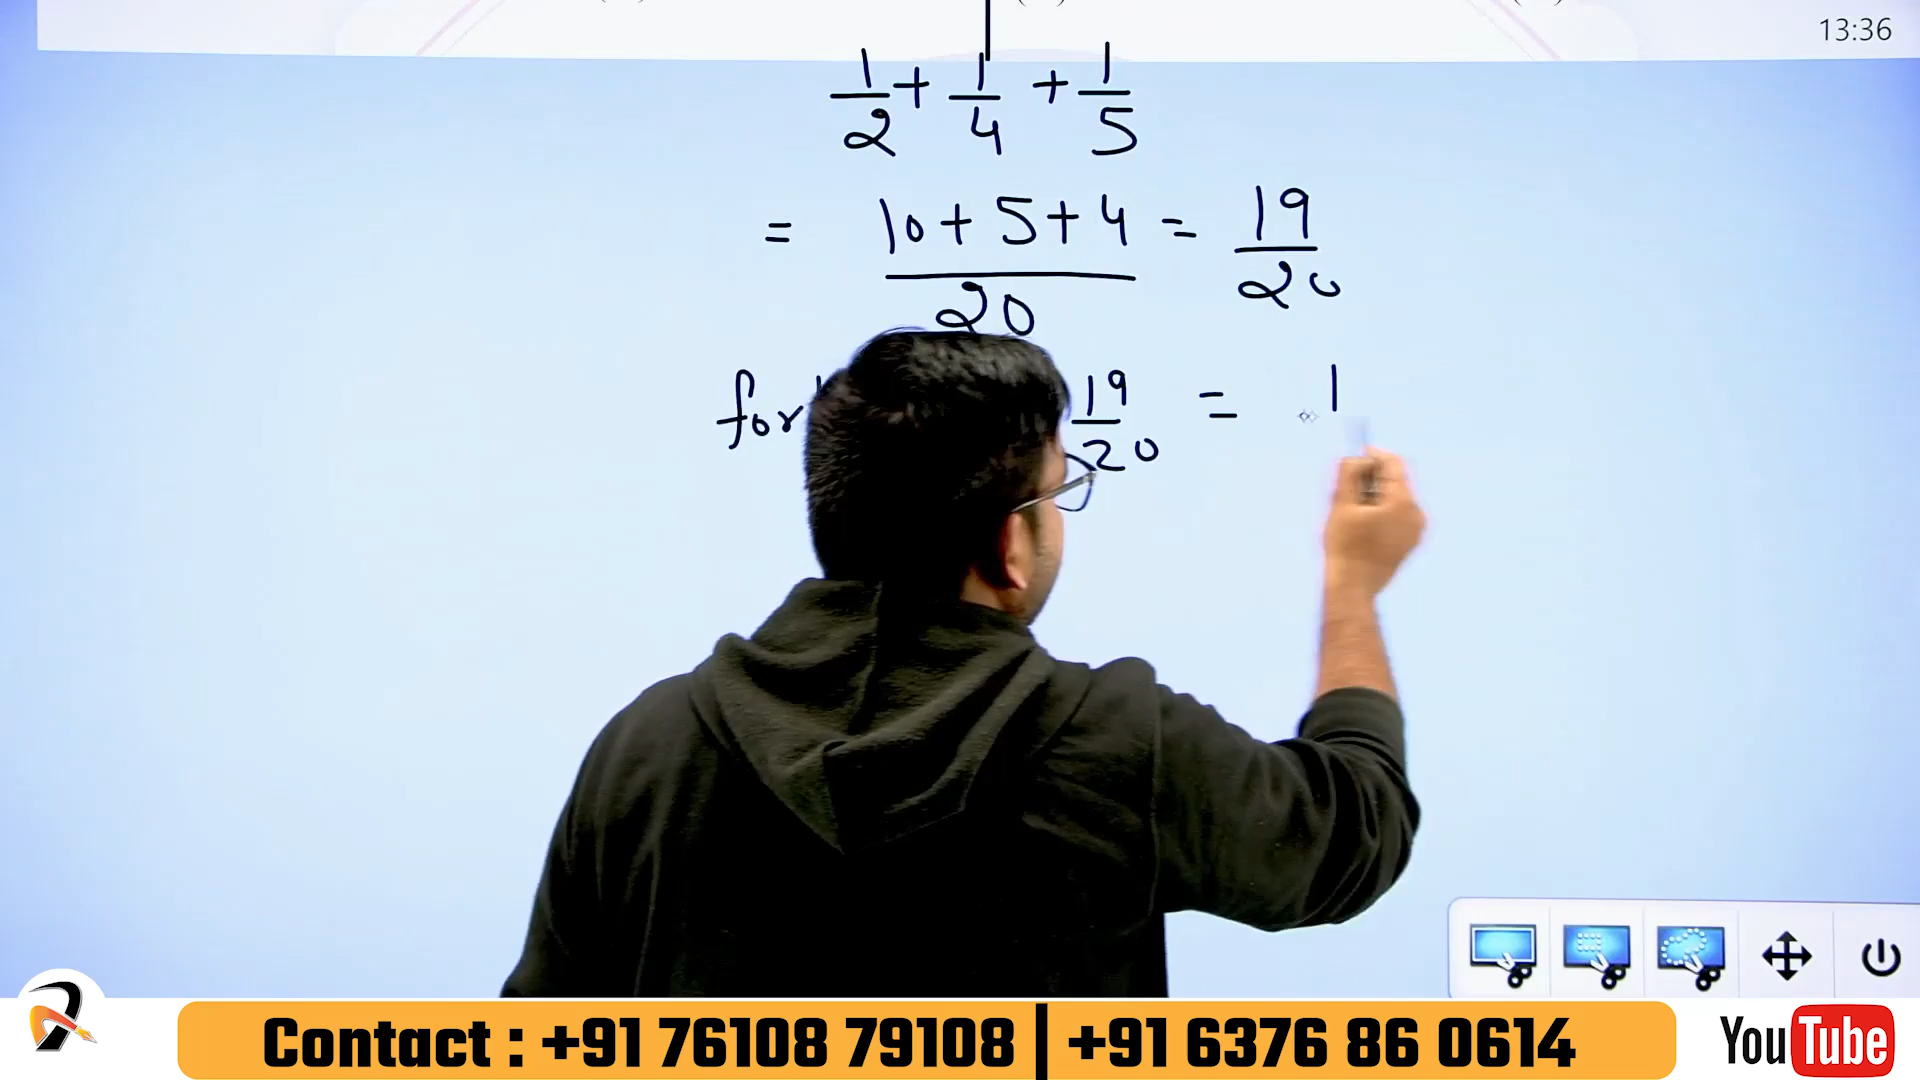 13:36
1/2 + 1/4 + 1/5
= 10+5+4/20 = 19/20
for 19/20 = 1
Contact : +91 76108 79108 | +91 6376 86 0614
YouTube